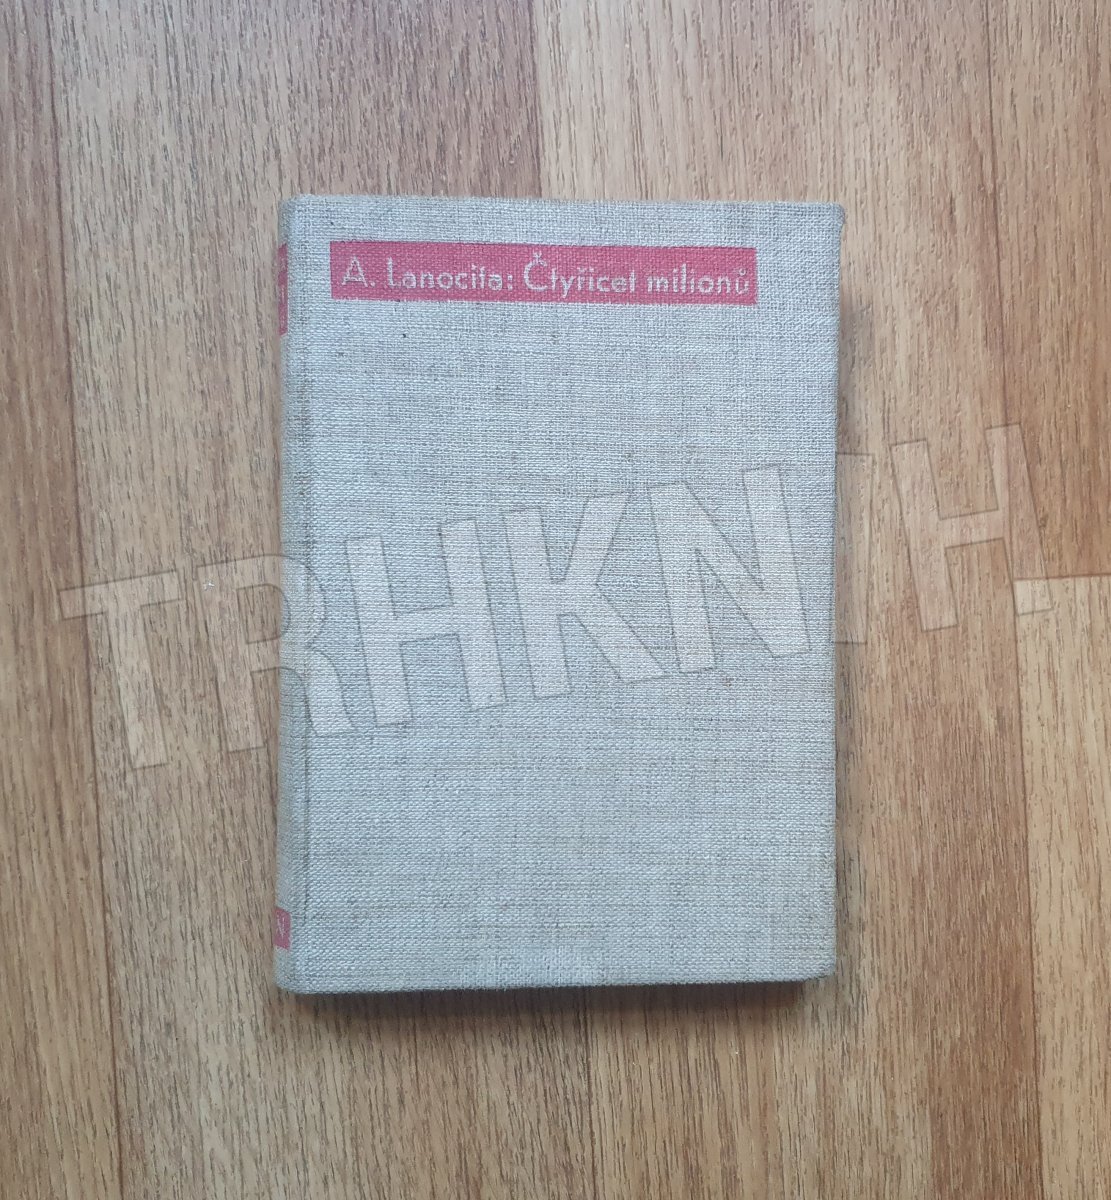 A. Lanocita: Čtyřicet milionů
N
TRHKNIH